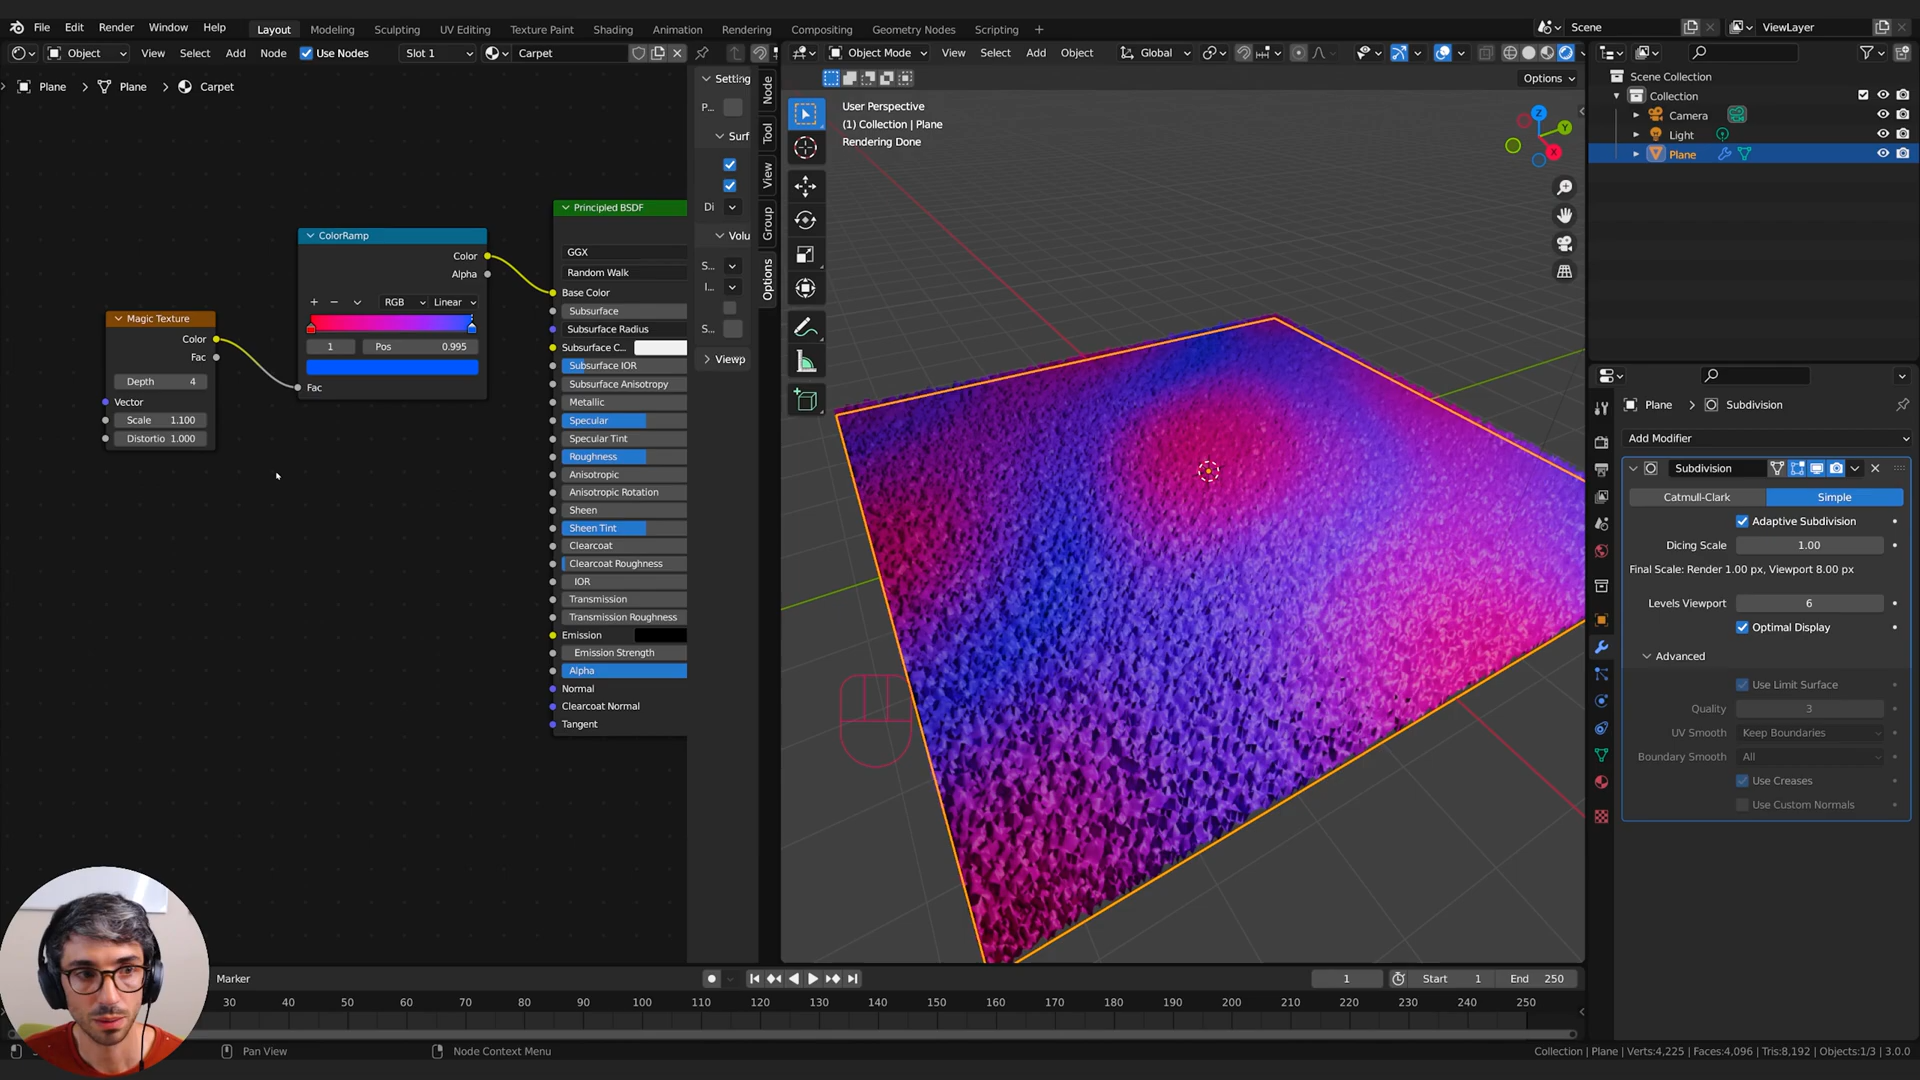 File Edit Render Window Help Layout Modeling Sculpting UV Editing Texture Paint Shading Animation Rendering Compositing Geometry Nodes Scripting + Scene ViewLayer
Object View Select Add Node Use Nodes Slot 1 Carpet
Object Mode View Select Add Object Global
Options
Plane > Plane > Carpet
Setting
P...
Surf
Di
Volu
S...
I...
S...
Viewp
Node
Tool
View
Group
Options
ColorRamp
Color
Alpha
RGB Linear
1 Pos 0.995
Fac
Magic Texture
Color
Fac
Depth 4
Vector
Scale 1.100
Distortio 1.000
Principled BSDF
GGX
Random Walk
Base Color
Subsurface
Subsurface Radius
Subsurface C...
Subsurface IOR
Subsurface Anisotropy
Metallic
Specular
Specular Tint
Roughness
Anisotropic
Anisotropic Rotation
Sheen
Sheen Tint
Clearcoat
Clearcoat Roughness
IOR
Transmission
Transmission Roughness
Emission
Emission Strength
Alpha
Normal
Clearcoat Normal
Tangent
User Perspective
(1) Collection | Plane
Rendering Done
Z
Y
X
Scene Collection
Collection
Camera
Light
Plane
Plane > Subdivision
Add Modifier
Subdivision
Catmull-Clark Simple
Adaptive Subdivision
Dicing Scale 1.00
Final Scale: Render 1.00 px, Viewport 8.00 px
Levels Viewport 6
Optimal Display
Advanced
Use Limit Surface
Quality 3
UV Smooth Keep Boundaries
Boundary Smooth All
Use Creases
Use Custom Normals
Marker
1 Start 1 End 250
30 40 50 60 70 80 90 100 110 120 130 140 150 160 170 180 190 200 210 220 230 240 250
Pan View
Node Context Menu
Collection | Plane | Verts:4,225 | Faces:4,096 | Tris:8,192 | Objects:1/3 | 3.0.0